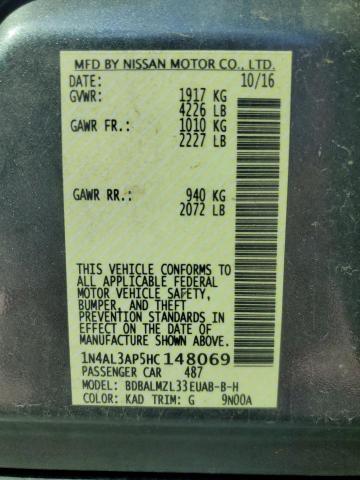 MFD BY NISSAN MOTOR CO., LTD.
DATE: 10/16
GVWR: 1917 KG
4226 LB
GAWR FR.: 1010 KG
2227 LB
GAWR RR.: 940 KG
2072 LB
THIS VEHICLE CONFORMS TO
ALL APPLICABLE FEDERAL
MOTOR VEHICLE SAFETY,
BUMPER, AND THEFT
PREVENTION STANDARDS
IN EFFECT ON THE DATE OF
MANUFACTURE SHOWN ABOVE.
1N4AL3AP5HC148069
PASSENGER CAR 487
MODEL: BDBALMZL33EUAB-B-H
COLOR: KAD TRIM: G 9N00A